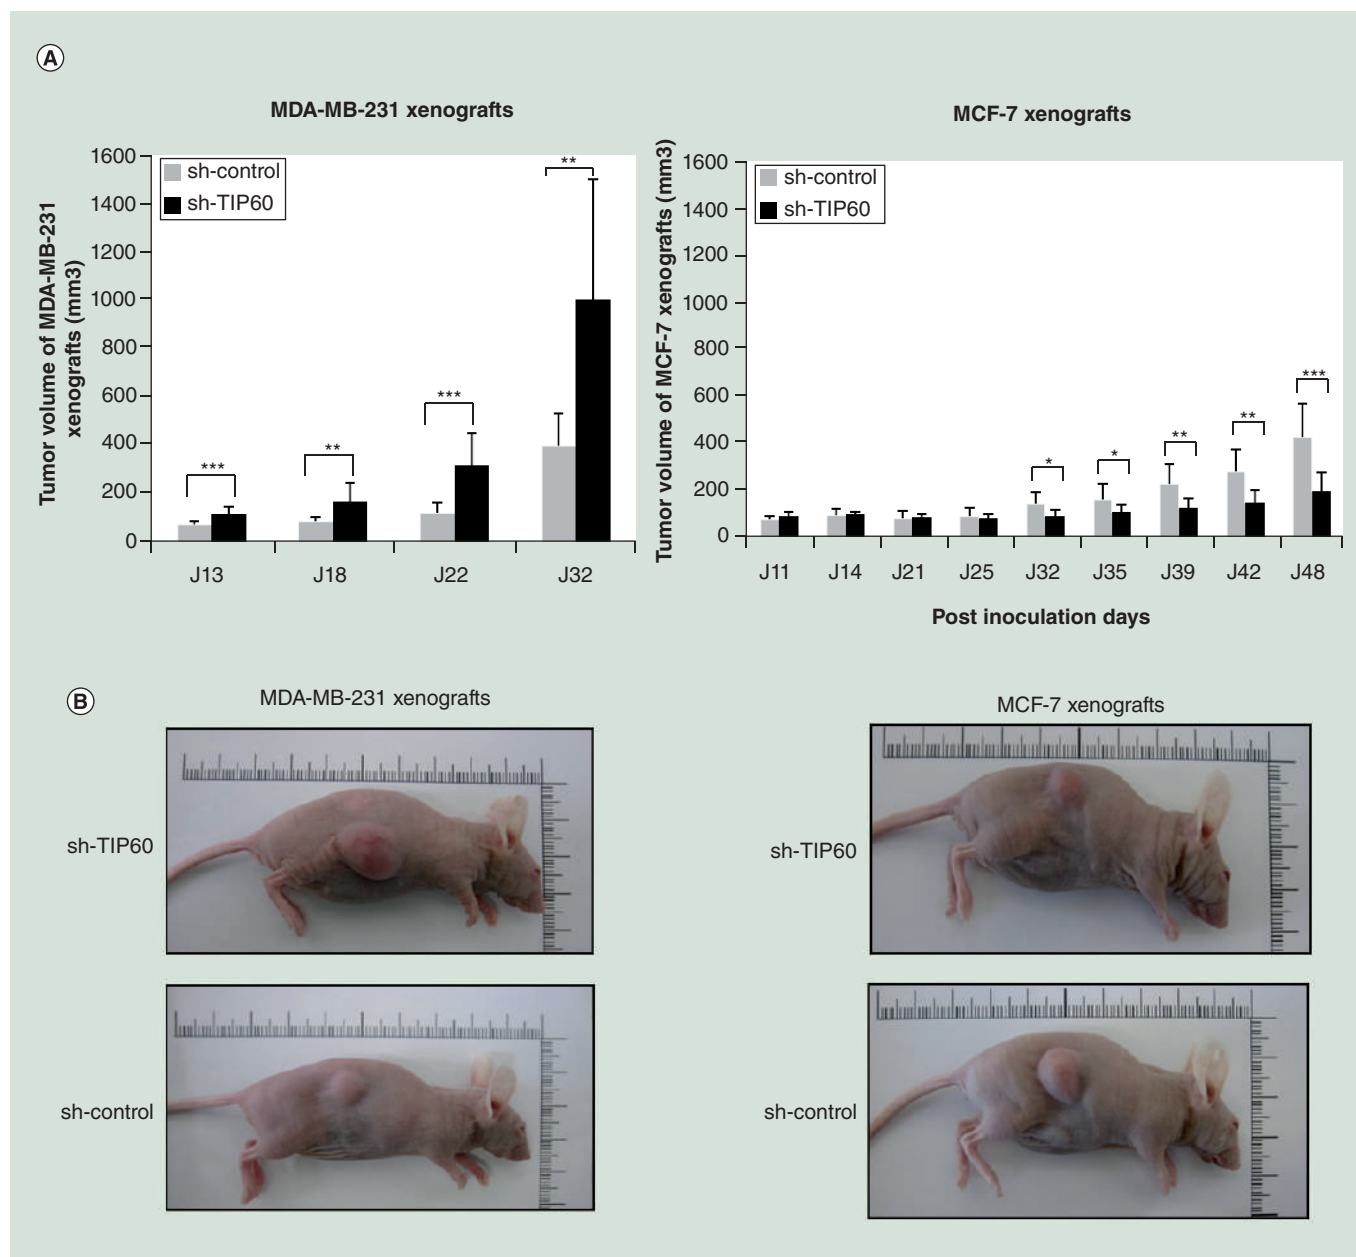 A
MDA-MB-231 xenografts
Tumor volume of MDA-MB-231
xenografts (mm3)
1600
1400
1200
1000
800
600
400
200
0
sh-control
sh-TIP60
***
**
***
**
J13
J18
J22
J32
MCF-7 xenografts
Tumor volume of MCF-7 xenografts (mm3)
1600
1400
1200
1000
800
600
400
200
0
sh-control
sh-TIP60
*
*
**
**
***
J11
J14
J21
J25
J32
J35
J39
J42
J48
Post inoculation days
B
MDA-MB-231 xenografts
MCF-7 xenografts
sh-TIP60
sh-TIP60
sh-control
sh-control